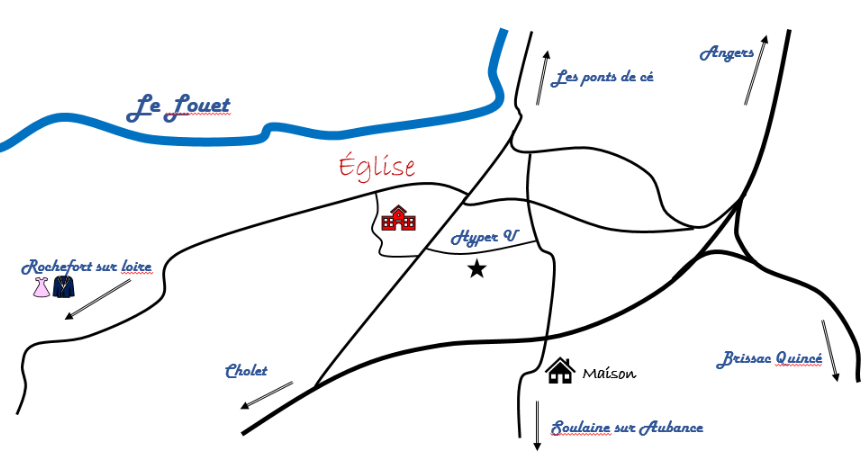 Angers
Les ponts de cé
Le Louet
Église
Hyper U
Rochefort sur loire
Brissac Quincé
Cholet
Maison
Soulaine sur Aubance